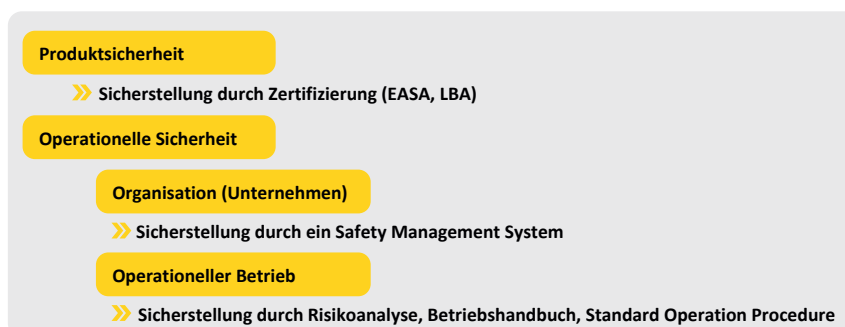 Produktsicherheit
Sicherstellung durch Zertifizierung (EASA, LBA)
Operationelle Sicherheit
Organisation (Unternehmen)
Sicherstellung durch ein Safety Management System
Operationeller Betrieb
Sicherstellung durch Risikoanalyse, Betriebshandbuch, Standard Operation Procedure